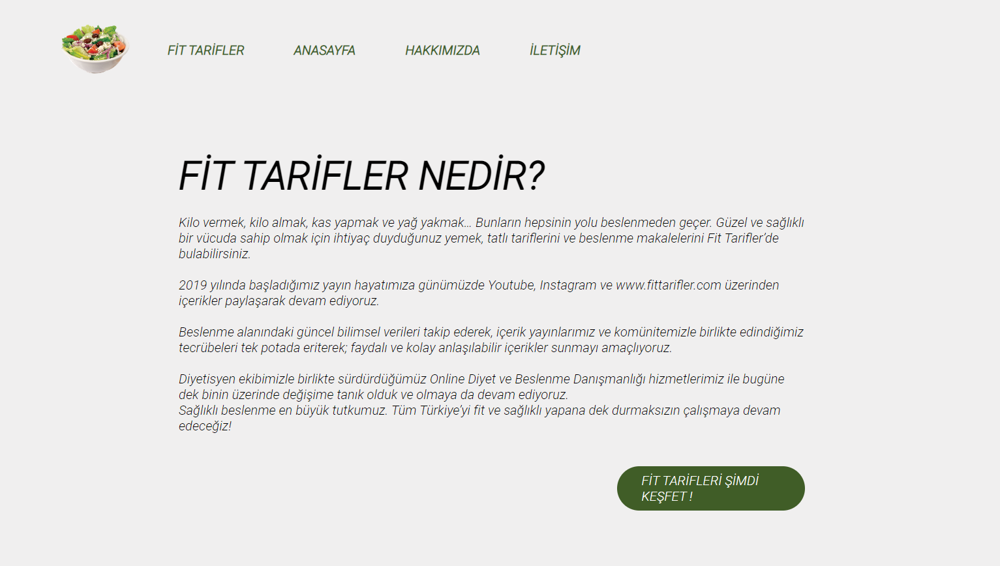 FİT TARİFLER ANASAYFA HAKKIMIZDA İLETİŞİM
FİT TARİFLER NEDİR?
Kilo vermek, kilo almak, kas yapmak ve yağ yakmak… Bunların hepsinin yolu beslenmeden geçer. Güzel ve sağlıklı
bir vücuda sahip olmak için ihtiyaç duyduğunuz yemek, tatlı tariflerini ve beslenme makalelerini Fit Tarifler’de
bulabilirsiniz.
2019 yılında başladığımız yayın hayatımıza günümüzde Youtube, Instagram ve www.fittarifler.com üzerinden
içerikler paylaşarak devam ediyoruz.
Beslenme alanındaki güncel bilimsel verileri takip ederek, içerik yayınlarımız ve komünitemizle birlikte edindiğimiz
tecrübeleri tek potada eriterek; faydalı ve kolay anlaşılabilir içerikler sunmayı amaçlıyoruz.
Diyetisyen ekibimizle birlikte sürdürdüğümüz Online Diyet ve Beslenme Danışmanlığı hizmetlerimiz ile bugüne
dek binin üzerinde değişime tanık olduk ve olmaya da devam ediyoruz.
Sağlıklı beslenme en büyük tutkumuz. Tüm Türkiye’yi fit ve sağlıklı yapana dek durmaksızın çalışmaya devam
edeceğiz!
FİT TARİFLERİ ŞİMDİ
KEŞFET !